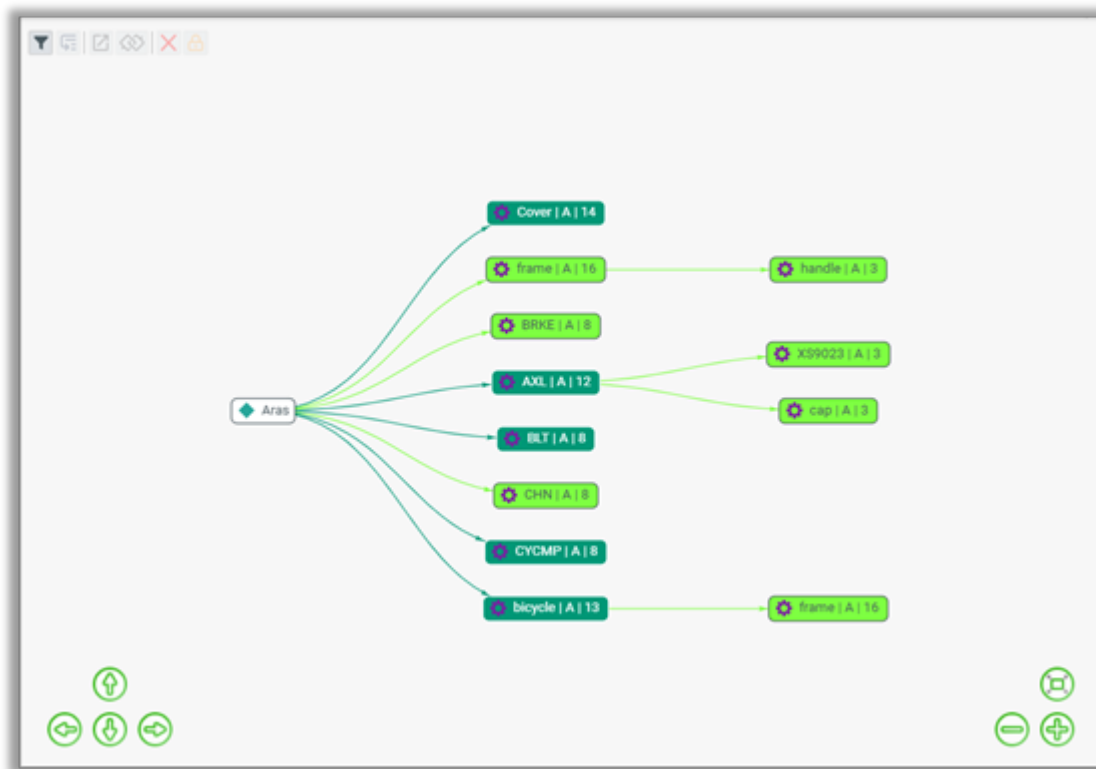 Cover | A | 14
frame | A | 16
handle | A | 3
BRKE | A | 8
XS9023 | A | 3
AXL | A | 12
Aras
cap | A | 3
BLT | A | 8
CHN | A | 8
CYCMP | A | 8
bicycle | A | 13
frame | A | 16